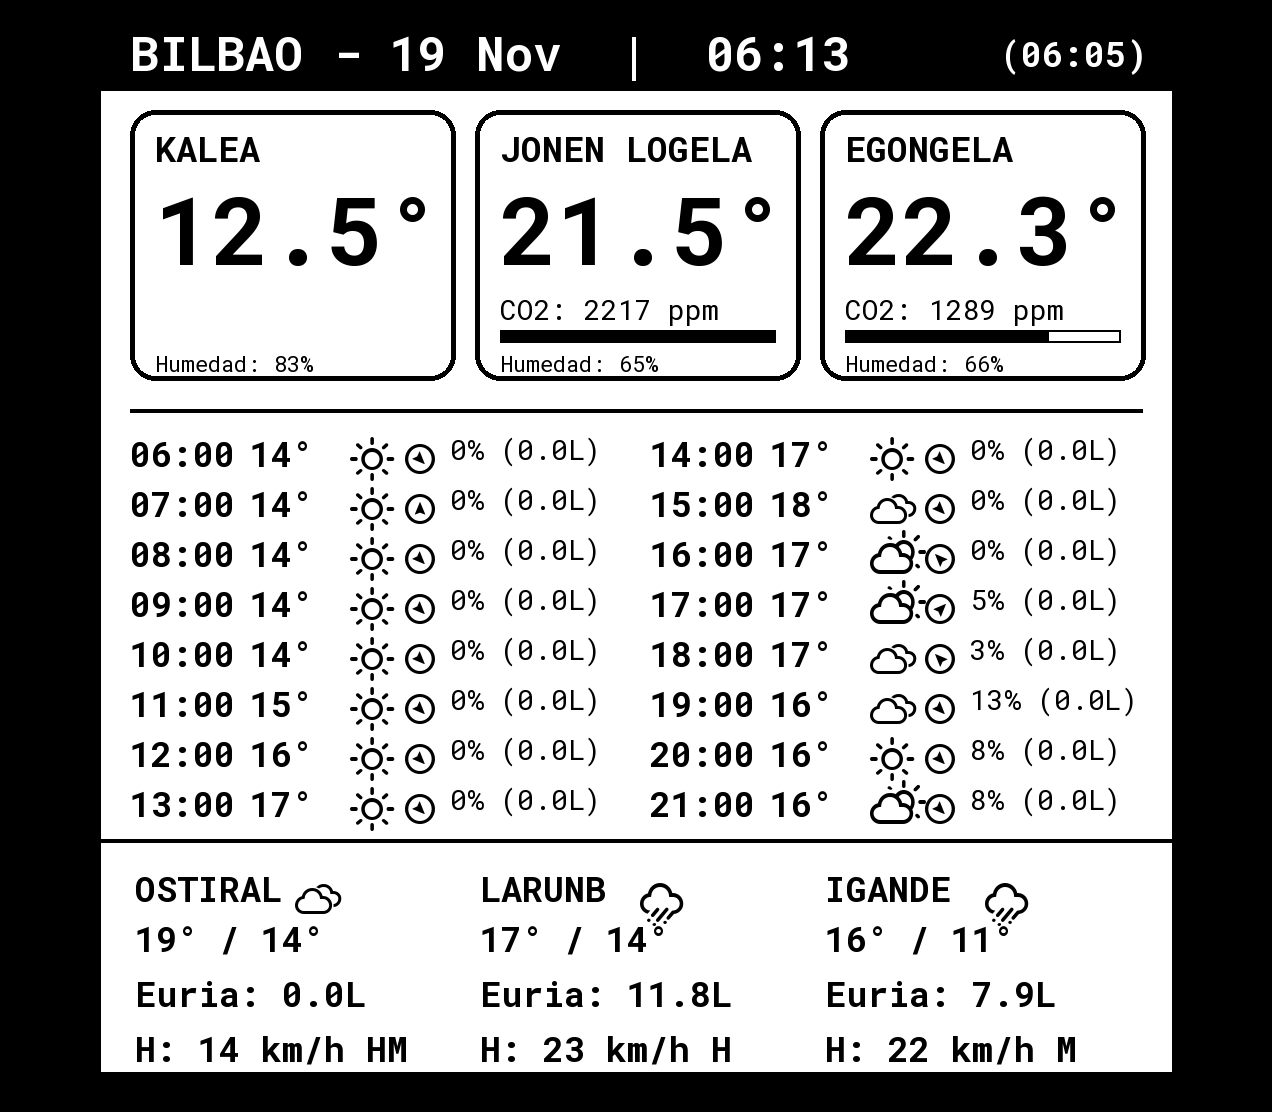 BILBAO - 19 Nov | 06:13 (06:05)
KALEA
12.5°
Humedad: 83%
JONEN LOGELA
21.5°
CO2: 2217 ppm
Humedad: 65%
EGONGELA
22.3°
CO2: 1289 ppm
Humedad: 66%
06:00 14° 0% (0.0L)
07:00 14° 0% (0.0L)
08:00 14° 0% (0.0L)
09:00 14° 0% (0.0L)
10:00 14° 0% (0.0L)
11:00 15° 0% (0.0L)
12:00 16° 0% (0.0L)
13:00 17° 0% (0.0L)
14:00 17° 0% (0.0L)
15:00 18° 0% (0.0L)
16:00 17° 0% (0.0L)
17:00 17° 5% (0.0L)
18:00 17° 3% (0.0L)
19:00 16° 13% (0.0L)
20:00 16° 8% (0.0L)
21:00 16° 8% (0.0L)
OSTIRAL
19° / 14°
Euria: 0.0L
H: 14 km/h HM
LARUNB
17° / 14°
Euria: 11.8L
H: 23 km/h H
IGANDE
16° / 11°
Euria: 7.9L
H: 22 km/h M